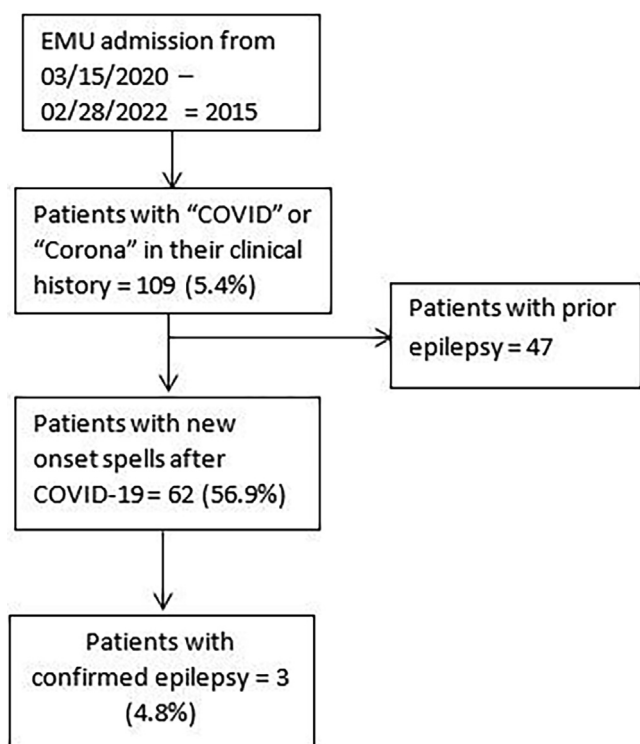 EMU admission from
03/15/2020 –
02/28/2022 = 2015
Patients with “COVID” or
“Corona” in their clinical
history = 109 (5.4%)
Patients with prior
epilepsy = 47
Patients with new
onset spells after
COVID-19 = 62 (56.9%)
Patients with
confirmed epilepsy = 3
(4.8%)